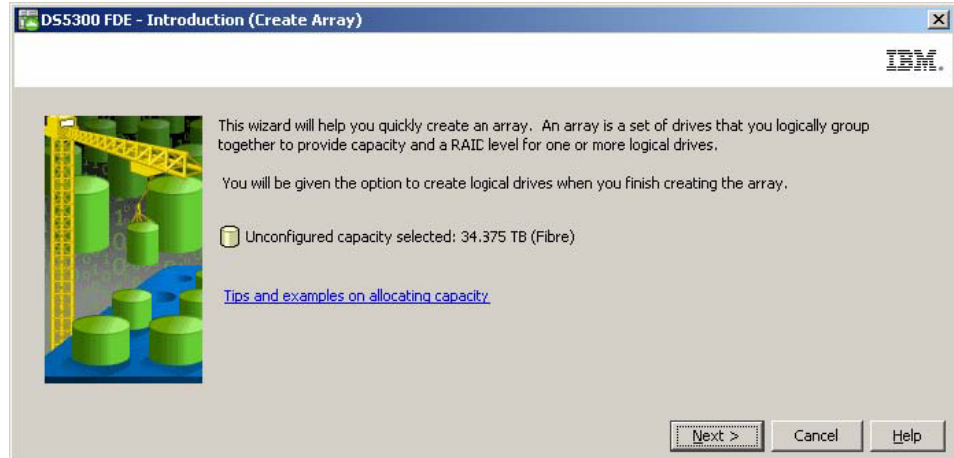 DS5300 FDE - Introduction (Create Array)
IBM.
This wizard will help you quickly create an array. An array is a set of drives that you logically group
together to provide capacity and a RAID level for one or more logical drives.
You will be given the option to create logical drives when you finish creating the array.
Unconfigured capacity selected: 34.375 TB (Fibre)
Tips and examples on allocating capacity
Next >
Cancel
Help